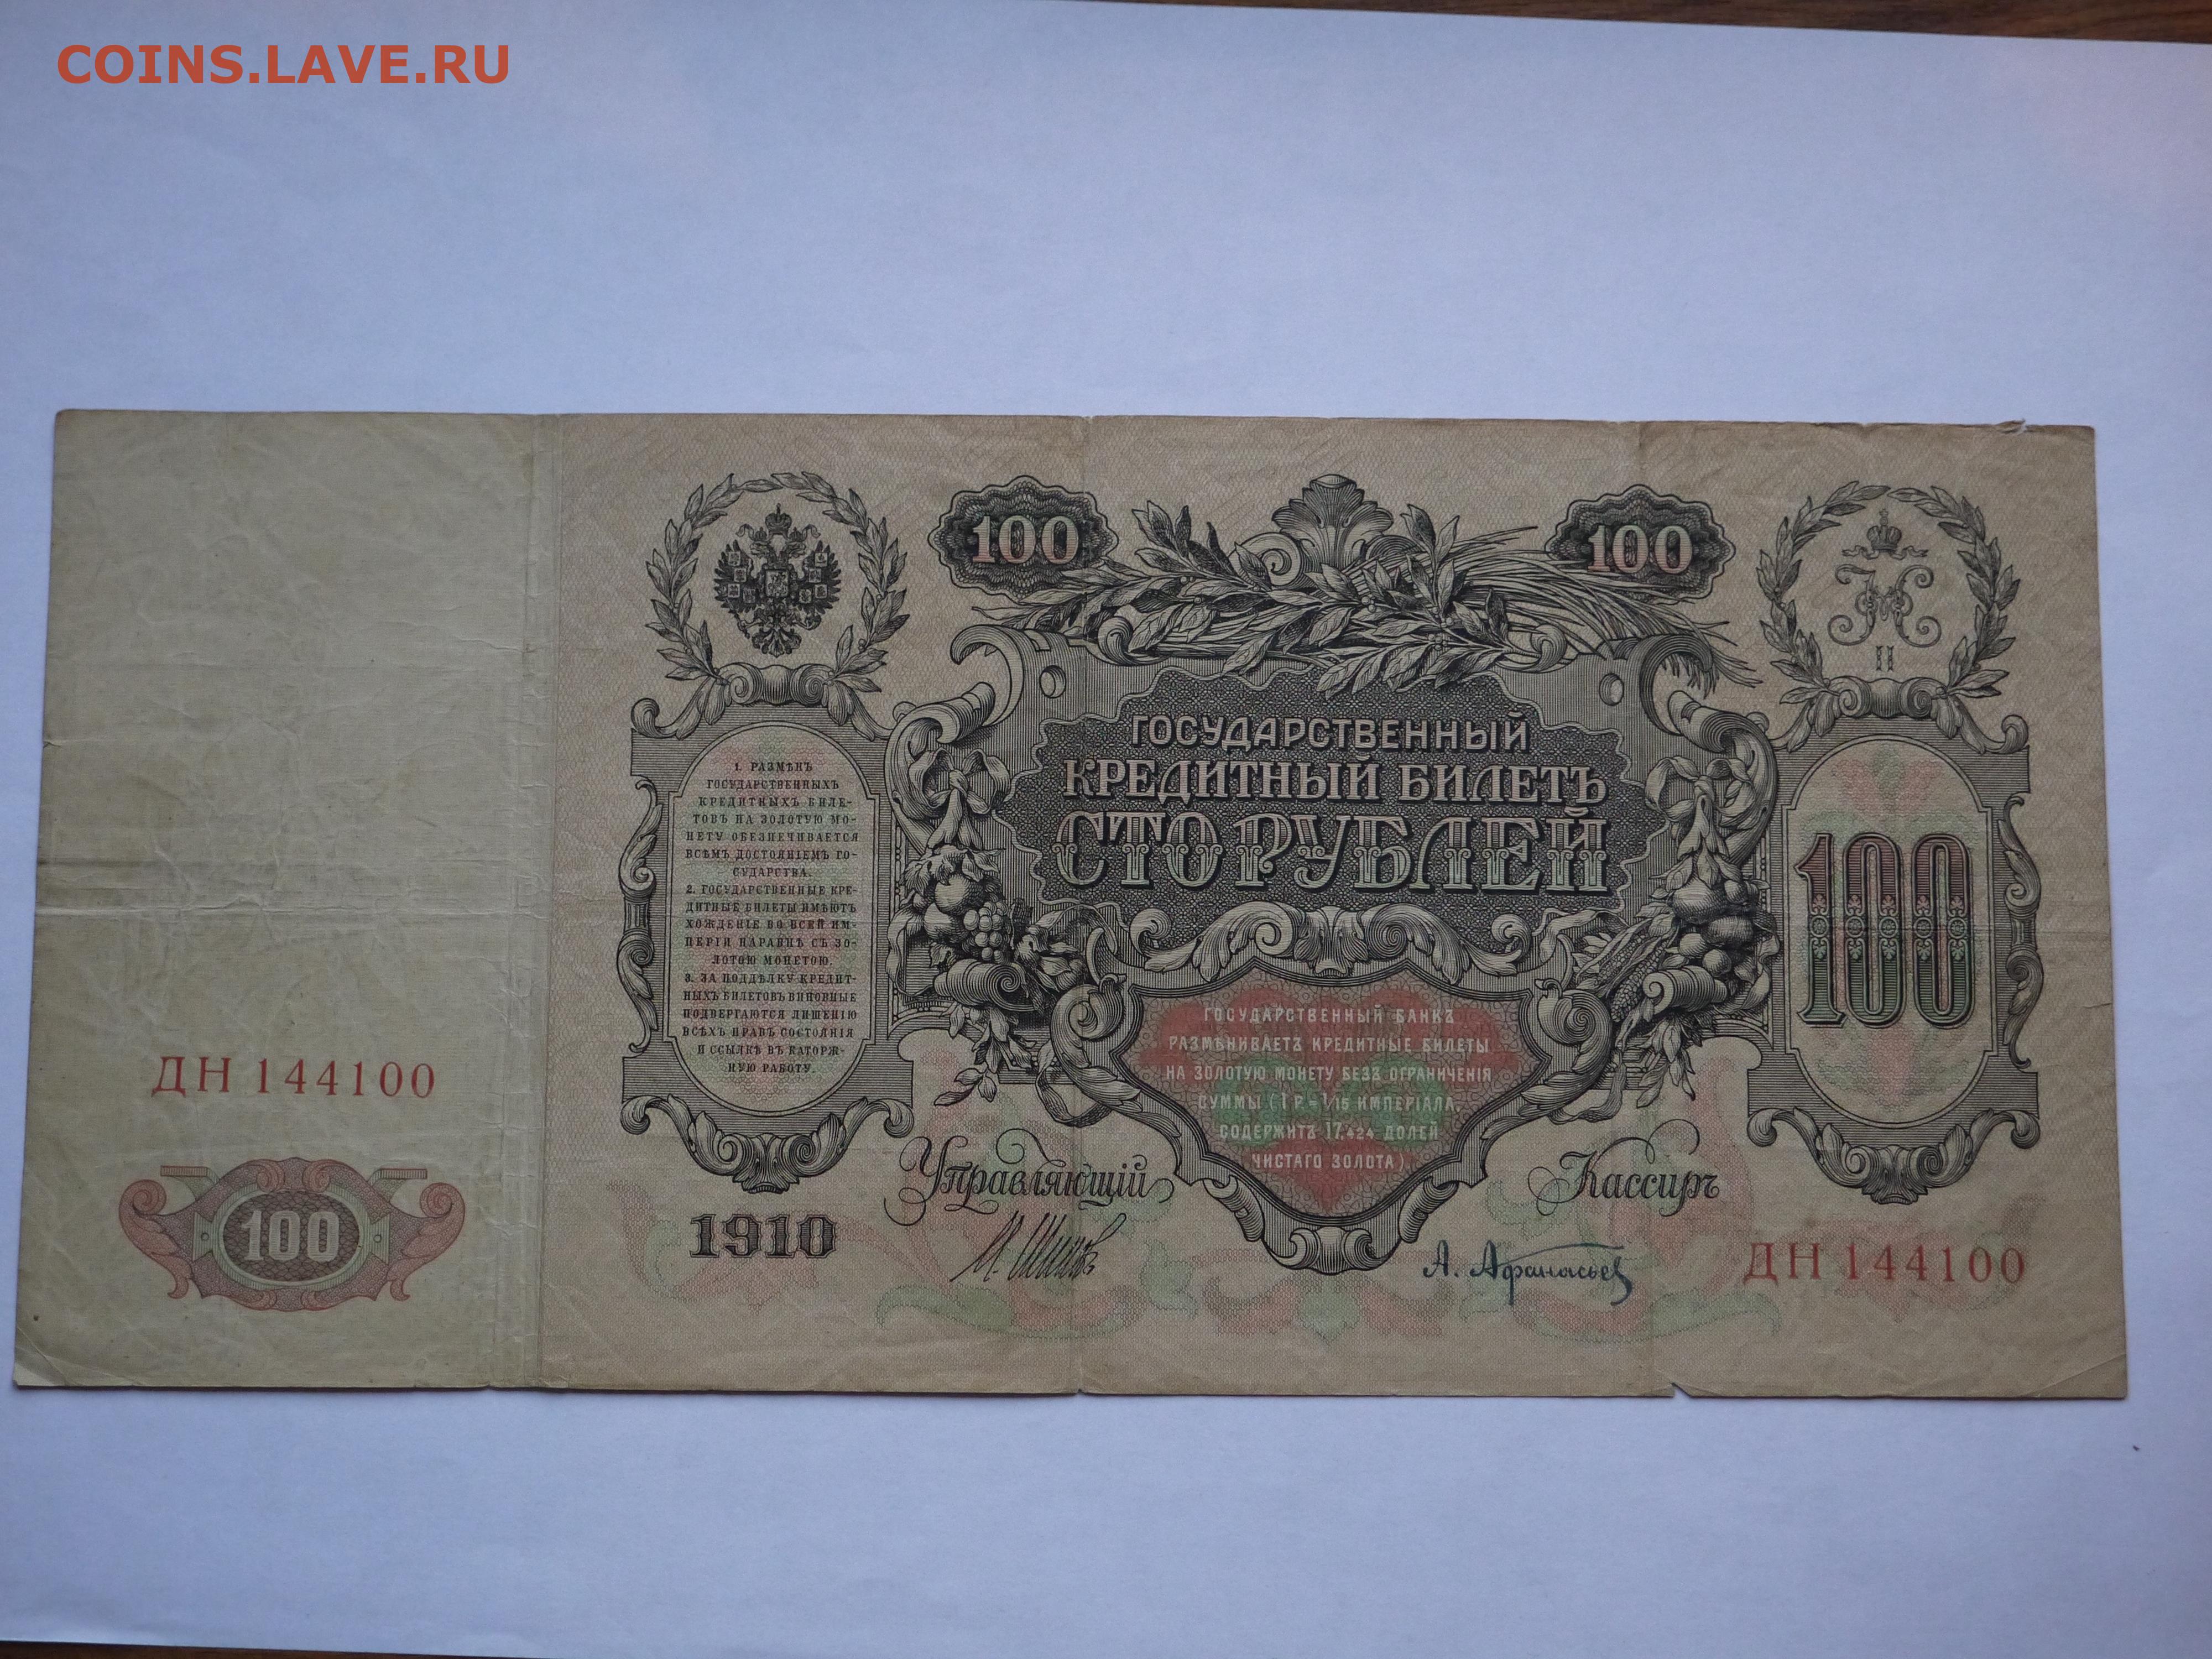 COINS.LAVE.RU
100
100
Н
II
ГОСУДАРСТВЕННЫЙ
КРЕДИТНЫЙ БИЛЕТЪ
СТО РУБЛЕЙ
1. РАЗМѢНЪ
ГОСУДАРСТВЕННЫХЪ
КРЕДИТНЫХЪ БИЛЕ-
ТОВЪ НА ЗОЛОТУЮ МО-
НЕТУ ОБЕЗПЕЧИВАЕТСЯ
ВСѢМЪ ДОСТОЯНІЕМЪ ГО-
СУДАРСТВА.
2. ГОСУДАРСТВЕННЫЕ КРЕ-
ДИТНЫЕ БИЛЕТЫ ИМѢЮТЪ
ХОЖДЕНІЕ ВО ВСЕЙ ИМ-
ПЕРІИ НАРАВНѢ СЪ ЗО-
ЛОТОЮ МОНЕТОЮ.
3. ЗА ПОДДѢЛКУ КРЕДИТ-
НЫХЪ БИЛЕТОВЪ ВИНОВНЫЕ
ПОДВЕРГАЮТСЯ ЛИШЕНІЮ
ВСѢХЪ ПРАВЪ СОСТОЯНІЯ
И ССЫЛКѢ ВЪ КАТОРЖ-
НУЮ РАБОТУ.
100
ГОСУДАРСТВЕННЫЙ БАНКЪ
РАЗМѢНИВАЕТЪ КРЕДИТНЫЕ БИЛЕТЫ
НА ЗОЛОТУЮ МОНЕТУ БЕЗЪ ОГРАНИЧЕНІЯ
СУММЫ (1 Р. = 1/15 ИМПЕРІАЛА,
СОДЕРЖИТЪ 17,424 ДОЛЕЙ
ЧИСТАГО ЗОЛОТА).
ДН 144100
100
1910
Управляющій
И. Шиповъ
Кассиръ
А. Афанасьев
ДН 144100